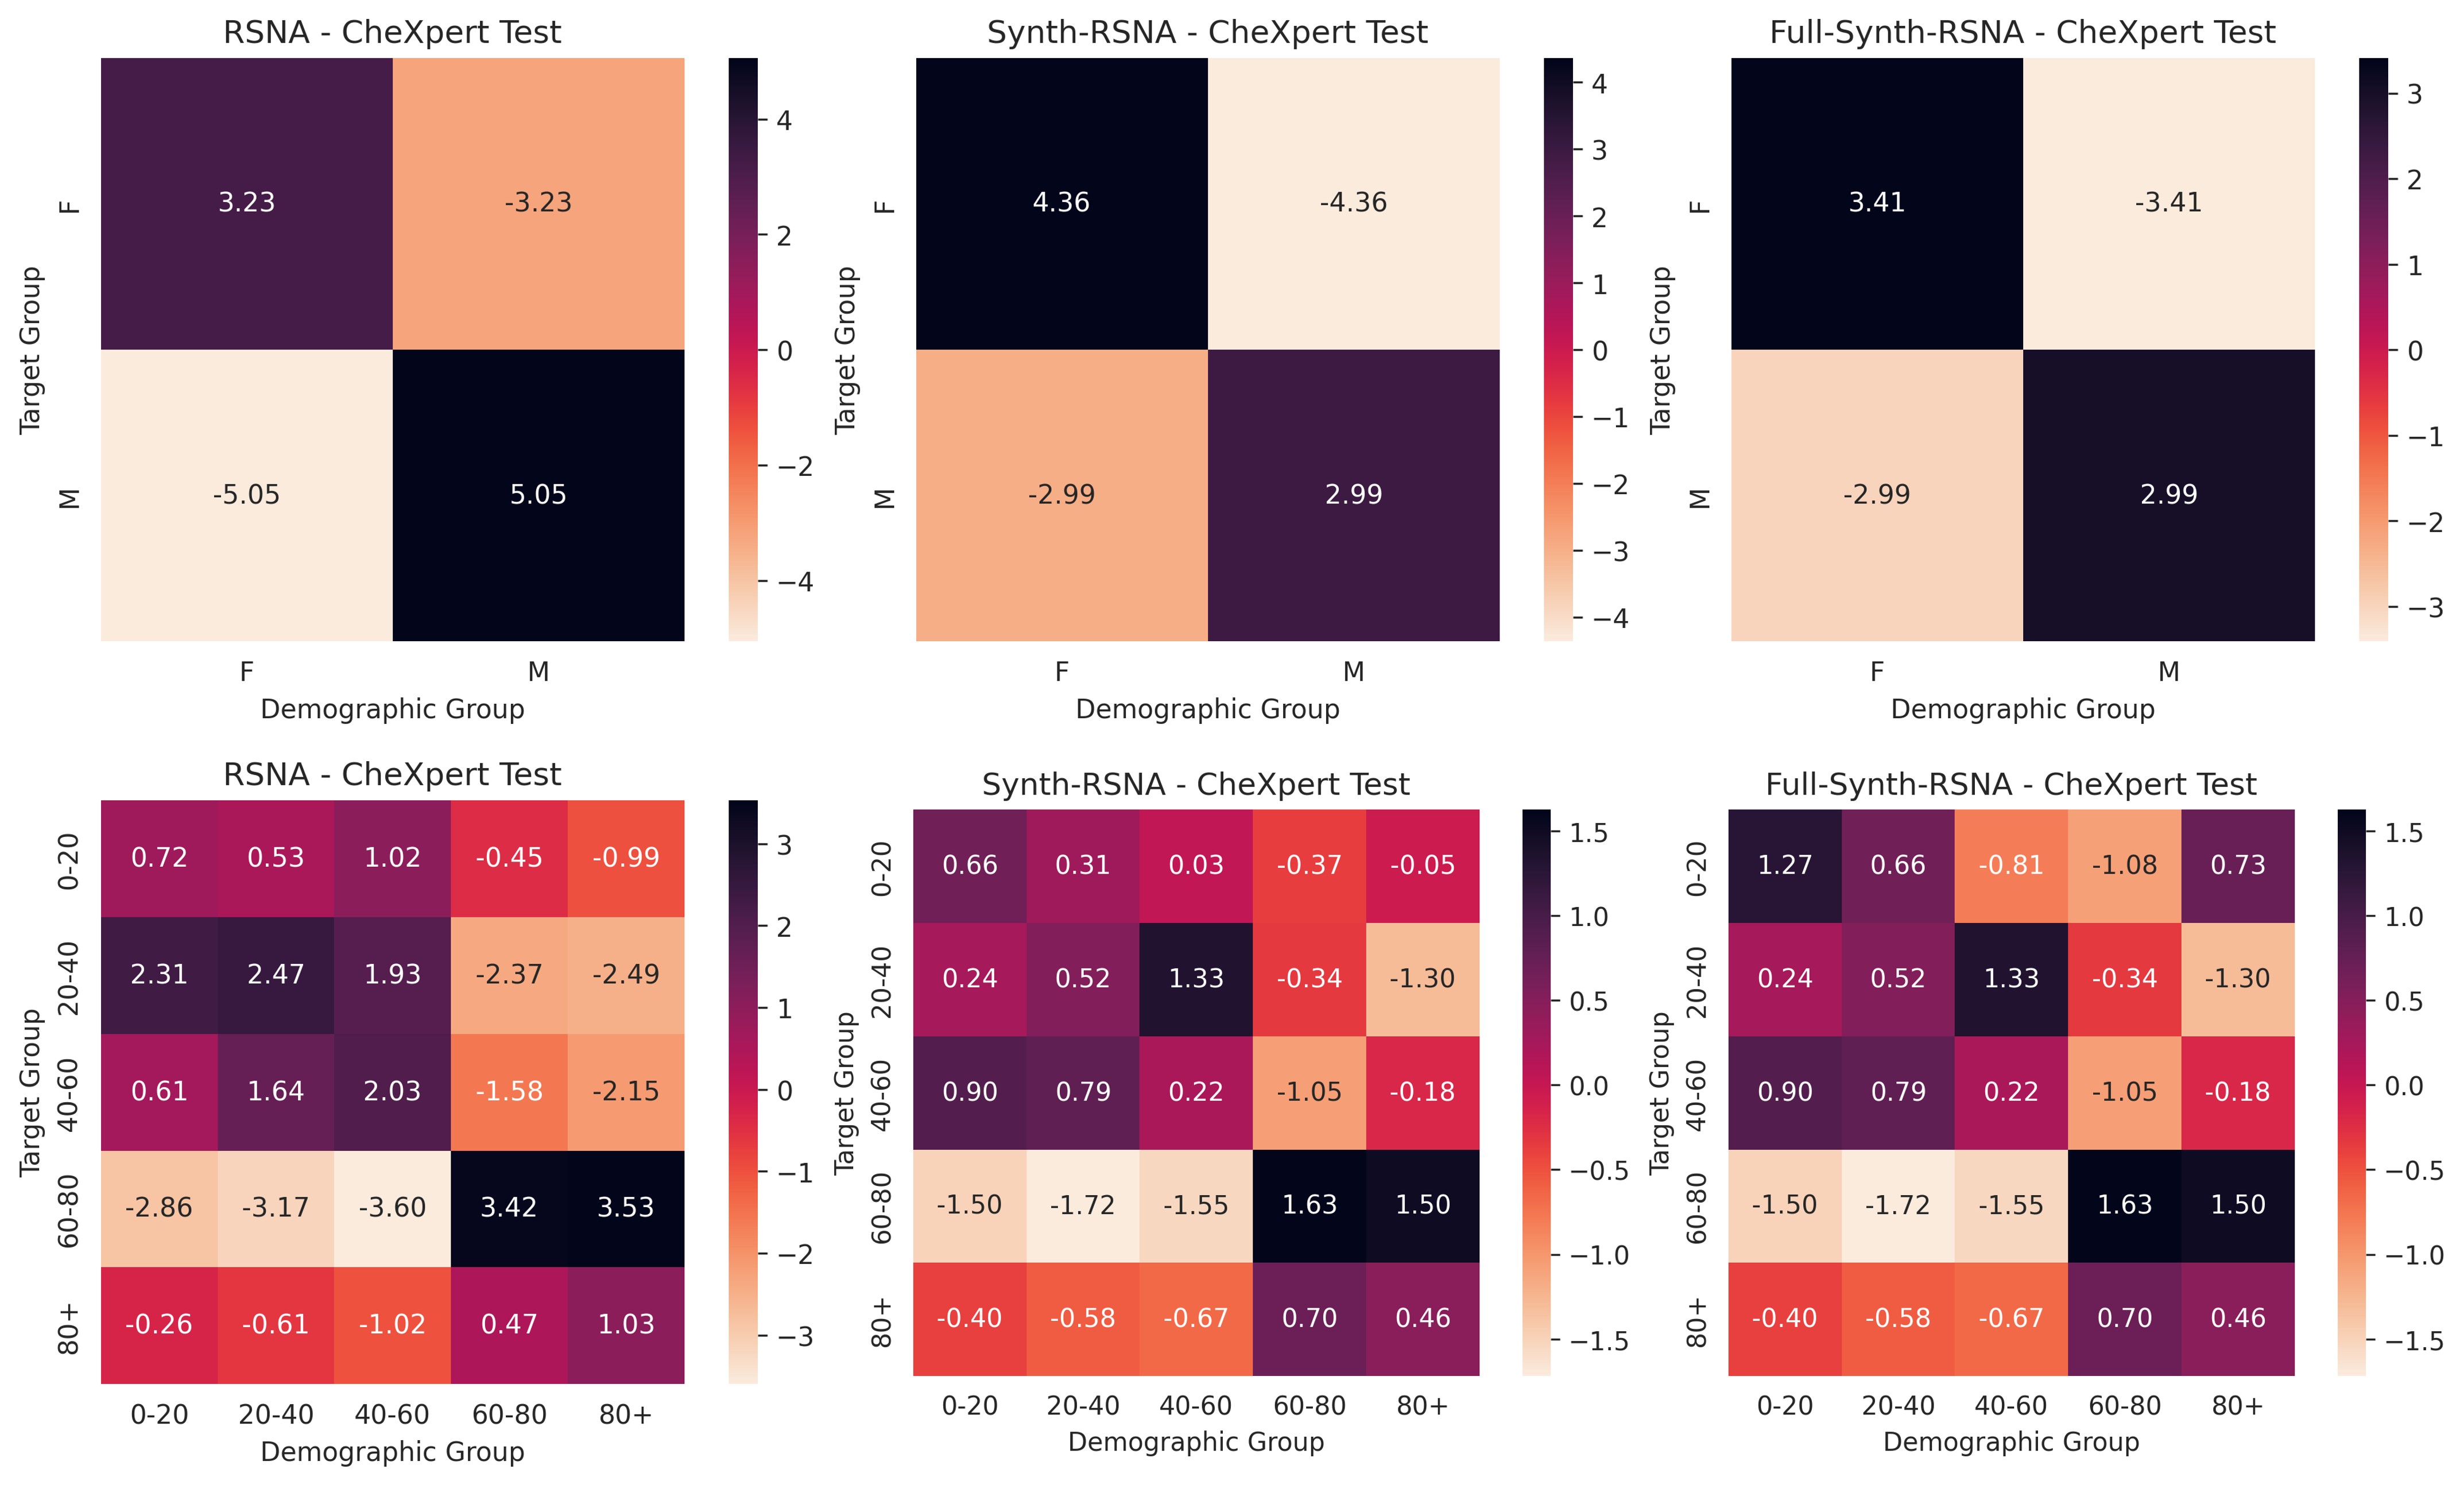 RSNA - CheXpert Test
F 3.23 -3.23
M -5.05 5.05
F M
Demographic Group
Target Group
4
2
0
−2
−4
Synth-RSNA - CheXpert Test
F 4.36 -4.36
M -2.99 2.99
F M
Demographic Group
Target Group
4
3
2
1
0
−1
−2
−3
−4
Full-Synth-RSNA - CheXpert Test
F 3.41 -3.41
M -2.99 2.99
F M
Demographic Group
Target Group
3
2
1
0
−1
−2
−3
RSNA - CheXpert Test
0-20 0.72 0.53 1.02 -0.45 -0.99
20-40 2.31 2.47 1.93 -2.37 -2.49
40-60 0.61 1.64 2.03 -1.58 -2.15
60-80 -2.86 -3.17 -3.60 3.42 3.53
80+ -0.26 -0.61 -1.02 0.47 1.03
0-20 20-40 40-60 60-80 80+
Demographic Group
Target Group
3
2
1
0
−1
−2
−3
Synth-RSNA - CheXpert Test
0-20 0.66 0.31 0.03 -0.37 -0.05
20-40 0.24 0.52 1.33 -0.34 -1.30
40-60 0.90 0.79 0.22 -1.05 -0.18
60-80 -1.50 -1.72 -1.55 1.63 1.50
80+ -0.40 -0.58 -0.67 0.70 0.46
0-20 20-40 40-60 60-80 80+
Demographic Group
Target Group
1.5
1.0
0.5
0.0
−0.5
−1.0
−1.5
Full-Synth-RSNA - CheXpert Test
0-20 1.27 0.66 -0.81 -1.08 0.73
20-40 0.24 0.52 1.33 -0.34 -1.30
40-60 0.90 0.79 0.22 -1.05 -0.18
60-80 -1.50 -1.72 -1.55 1.63 1.50
80+ -0.40 -0.58 -0.67 0.70 0.46
0-20 20-40 40-60 60-80 80+
Demographic Group
Target Group
1.5
1.0
0.5
0.0
−0.5
−1.0
−1.5